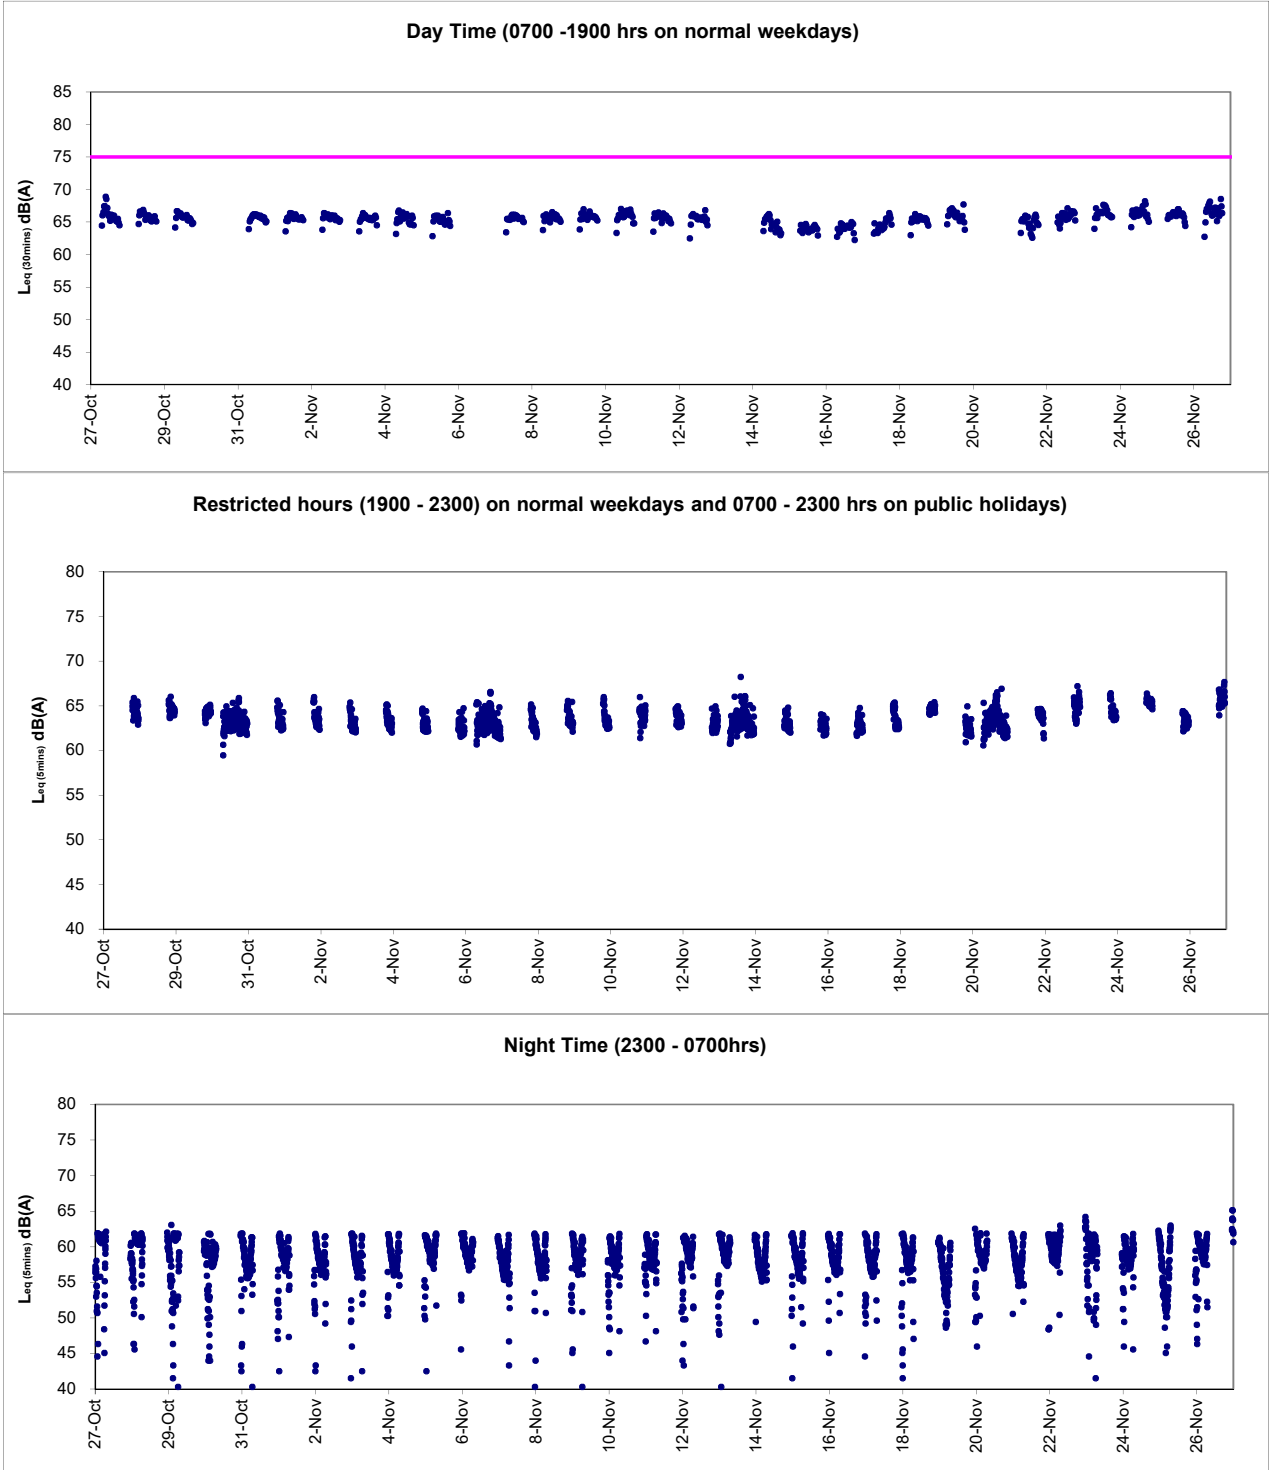 Day Time (0700 -1900 hrs on normal weekdays)
85
80
75
70
65
60
55
50
45
40
Leq (30mins) dB(A)
27-Oct
29-Oct
31-Oct
2-Nov
4-Nov
6-Nov
8-Nov
10-Nov
12-Nov
14-Nov
16-Nov
18-Nov
20-Nov
22-Nov
24-Nov
26-Nov
Restricted hours (1900 - 2300) on normal weekdays and 0700 - 2300 hrs on public holidays)
80
75
70
65
60
55
50
45
40
Leq (5mins) dB(A)
27-Oct
29-Oct
31-Oct
2-Nov
4-Nov
6-Nov
8-Nov
10-Nov
12-Nov
14-Nov
16-Nov
18-Nov
20-Nov
22-Nov
24-Nov
26-Nov
Night Time (2300 - 0700hrs)
80
75
70
65
60
55
50
45
40
Leq (5mins) dB(A)
27-Oct
29-Oct
31-Oct
2-Nov
4-Nov
6-Nov
8-Nov
10-Nov
12-Nov
14-Nov
16-Nov
18-Nov
20-Nov
22-Nov
24-Nov
26-Nov